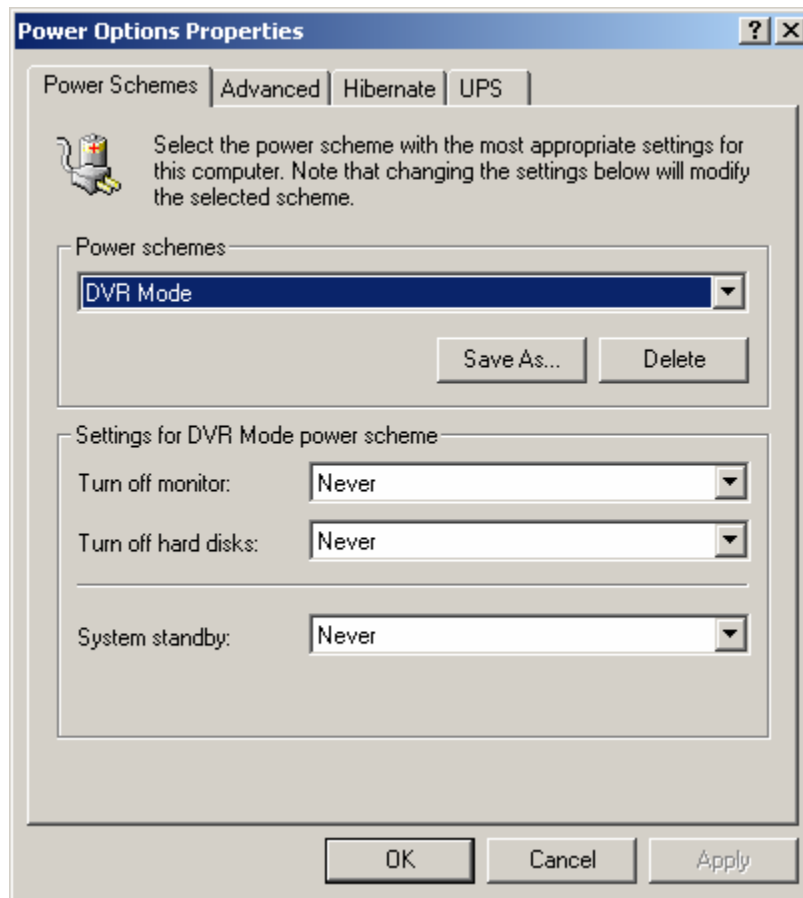 Power Options Properties
Power Schemes Advanced Hibernate UPS
Select the power scheme with the most appropriate settings for
this computer. Note that changing the settings below will modify
the selected scheme.
Power schemes
DVR Mode
Save As... Delete
Settings for DVR Mode power scheme
Turn off monitor: Never
Turn off hard disks: Never
System standby: Never
OK Cancel Apply